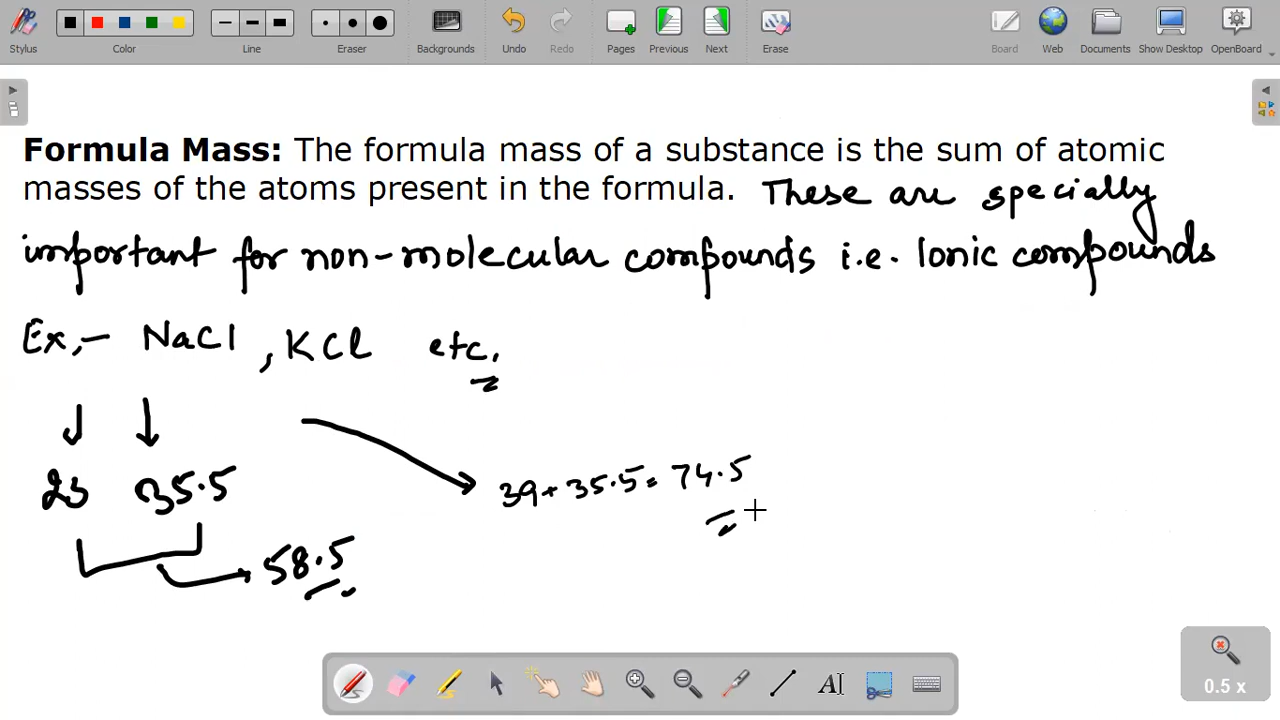 Stylus Color Line Eraser Backgrounds Undo Redo Pages Previous Next Erase Board Web Documents Show Desktop OpenBoard
Formula Mass: The formula mass of a substance is the sum of atomic
masses of the atoms present in the formula. These are specially
important for non-molecular compounds i.e. Ionic compounds
Ex,- NaCl , KCl etc.
23 35.5
39+35.5= 74.5
58.5
0.5 x